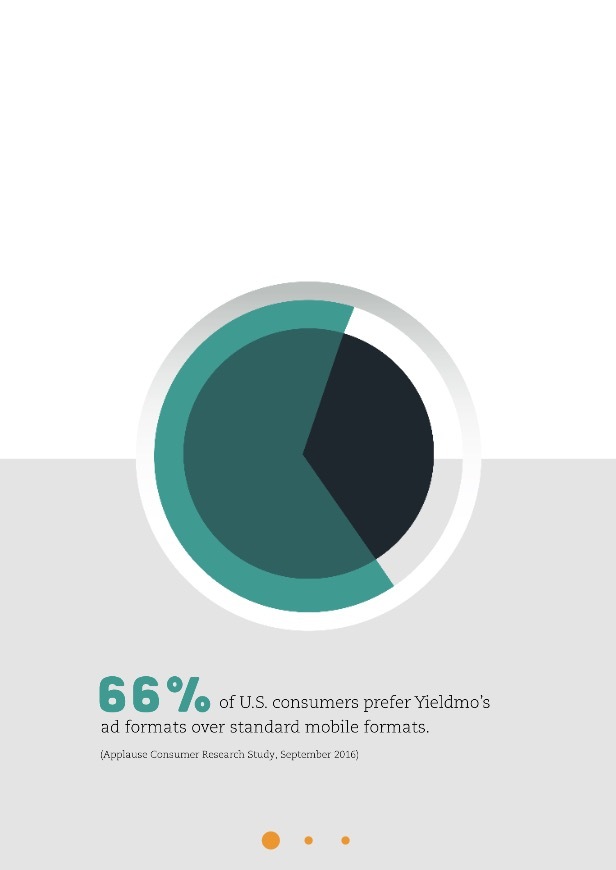 66% of U.S. consumers prefer Yieldmo's
ad formats over standard mobile formats.
(Applause Consumer Research Study, September 2016)